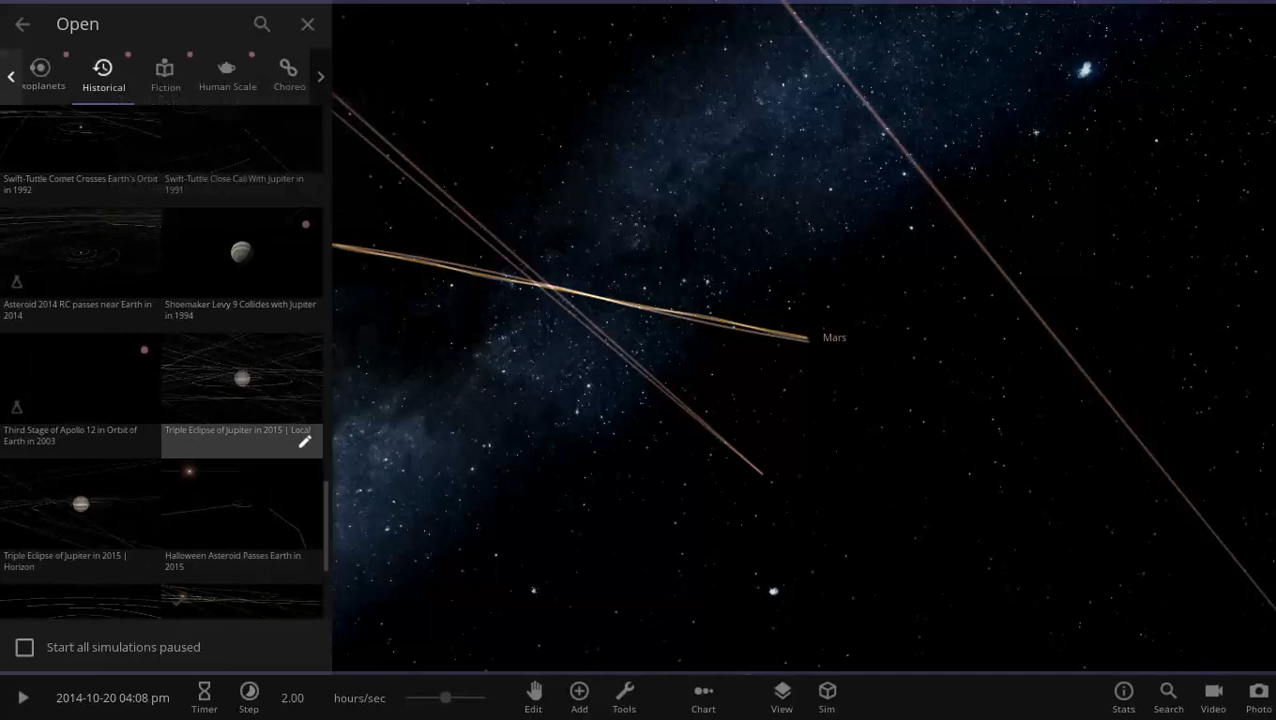 Open
xoplanets
Historical
Fiction
Human Scale
Choreo
Swift-Tuttle Comet Crosses Earth's Orbit
in 1992
Swift-Tuttle Close Call With Jupiter in
1991
Asteroid 2014 RC passes near Earth in
2014
Shoemaker Levy 9 Collides with Jupiter
in 1994
Third Stage of Apollo 12 in Orbit of
Earth in 2003
Triple Eclipse of Jupiter in 2015 | Local
Triple Eclipse of Jupiter in 2015 |
Horizon
Halloween Asteroid Passes Earth in
2015
Start all simulations paused
Mars
2014-10-20 04:08 pm
Timer
Step
2.00
hours/sec
Edit
Add
Tools
Chart
View
Sim
Stats
Search
Video
Photo